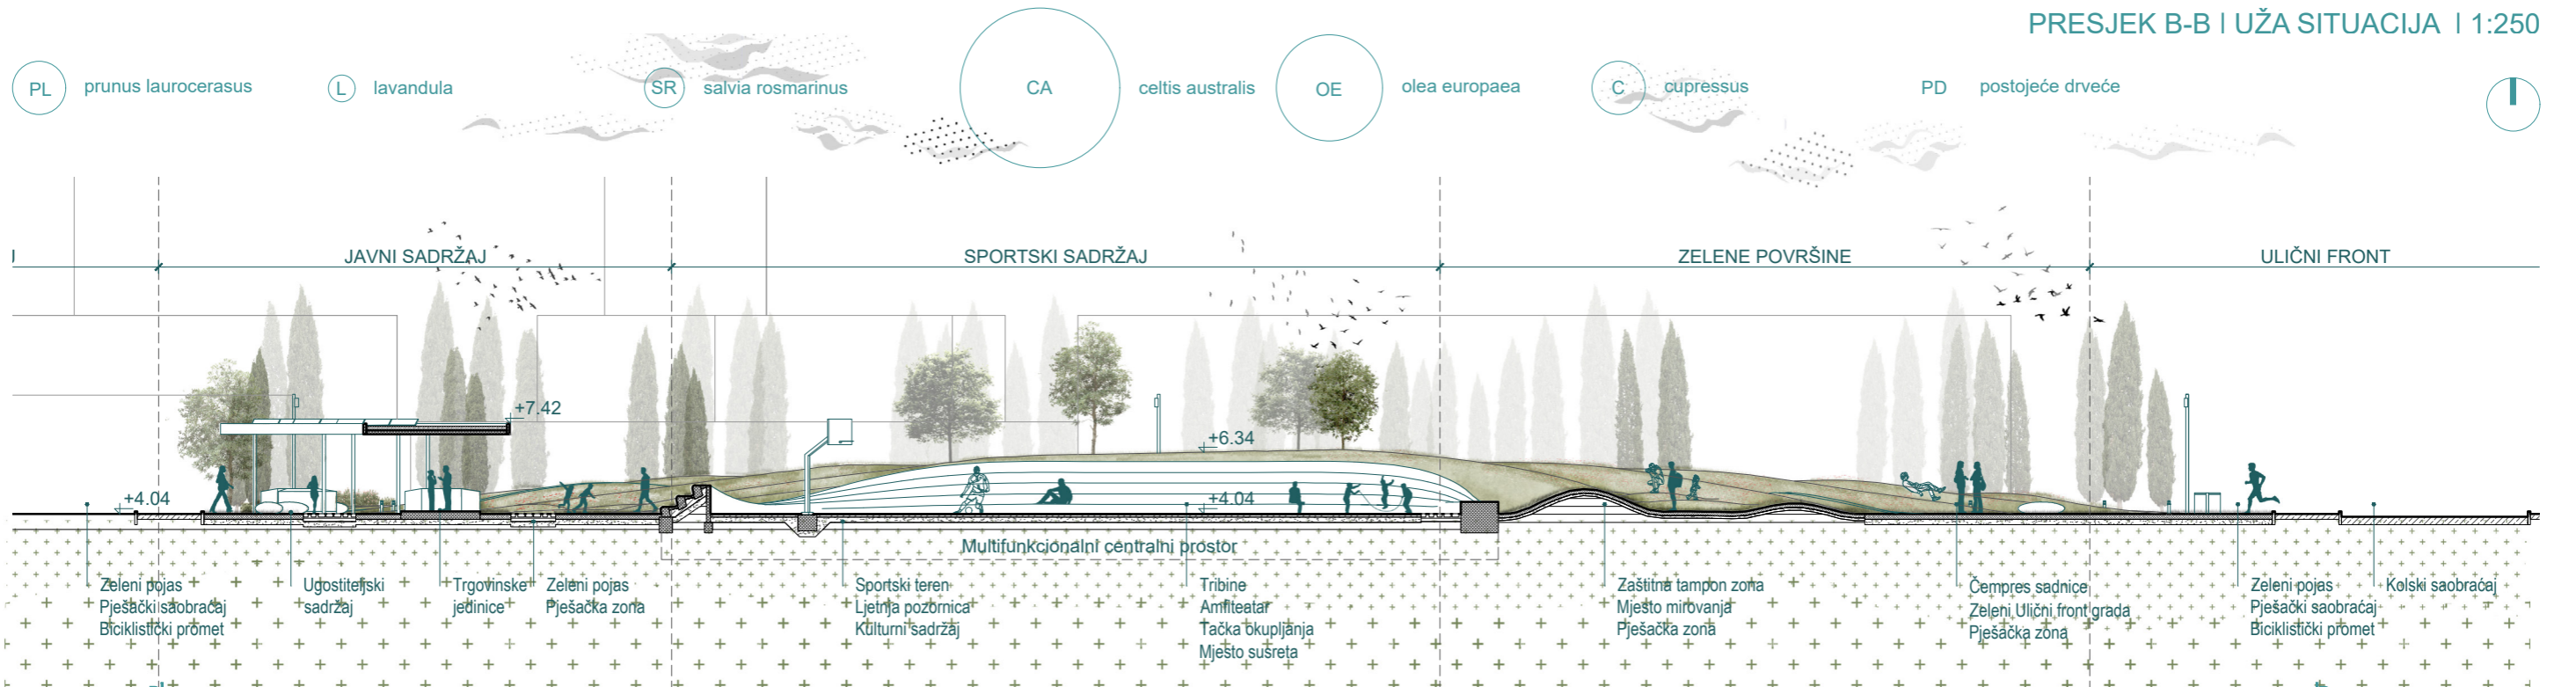 PRESJEK B-B | UŽA SITUACIJA | 1:250
PL prunus laurocerasus
L lavandula
SR salvia rosmarinus
CA celtis australis
OE olea europaea
C cupressus
PD postojeće drveće
JAVNI SADRŽAJ
SPORTSKI SADRŽAJ
ZELENE POVRŠINE
ULIČNI FRONT
+7.42
+6.34
+4.04
+4.04
Multifunkcionalni centralni prostor
Zeleni pojas
Pješački saobraćaj
Biciklistički promet
Ugostiteljski
sadržaj
Trgovinske
jedinice
Zeleni pojas
Pješačka zona
Sportski teren
Ljetnja pozornica
Kulturni sadržaj
Tribine
Amfiteatar
Tačka okupljanja
Mjesto susreta
Zaštitna tampon zona
Mjesto mirovanja
Pješačka zona
Čempres sadnice
Zeleni Ulični front grada
Pješačka zona
Zeleni pojas
Pješački saobraćaj
Biciklistički promet
Kolski saobraćaj